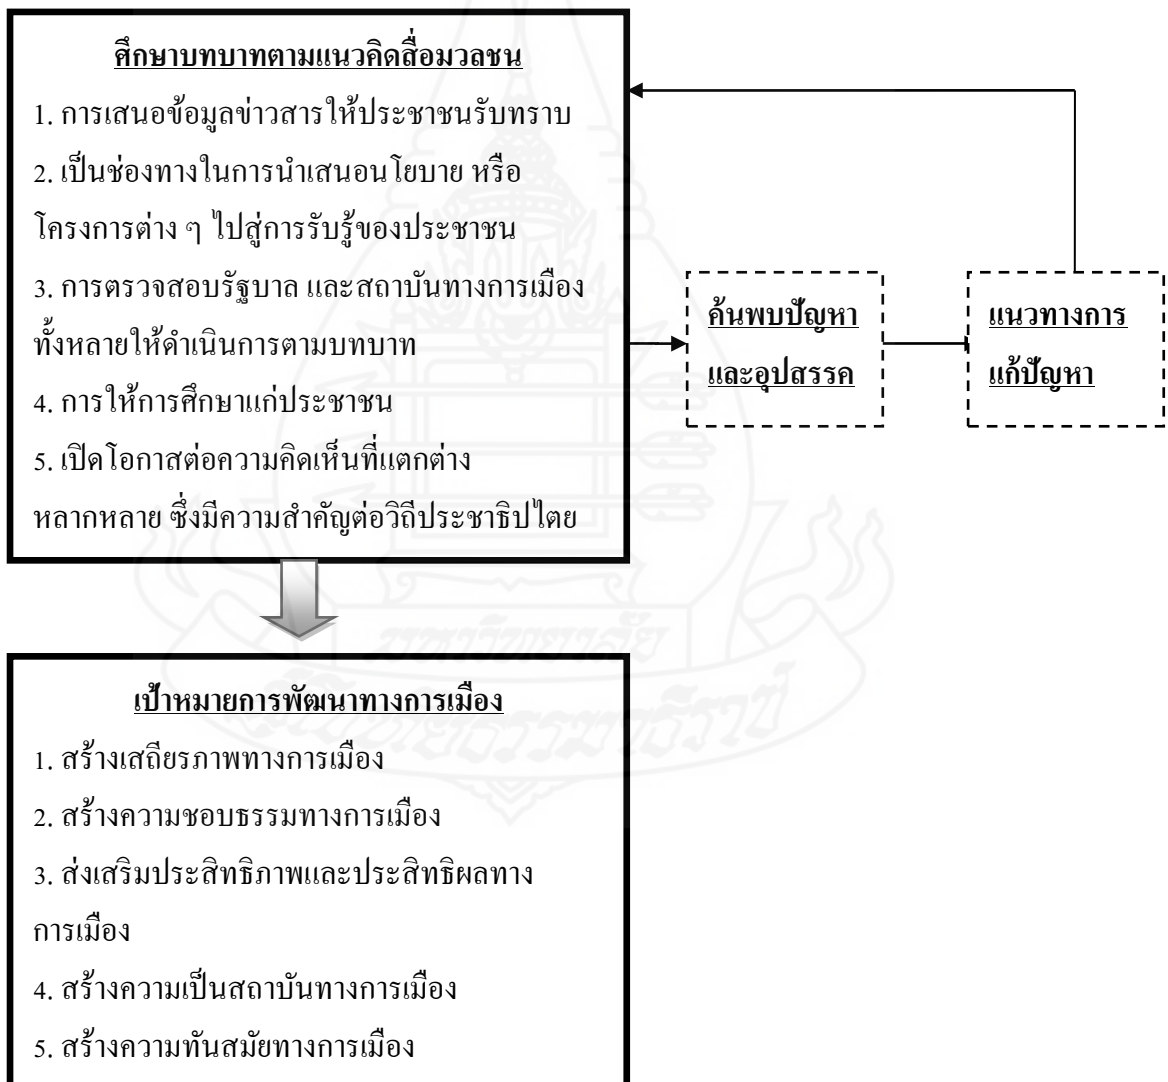 ศึกษาบทบาทตามแนวคิดสื่อมวลชน
1. การเสนอข้อมูลข่าวสารให้ประชาชนรับทราบ
2. เป็นช่องทางในการนำเสนอนโยบาย หรือ
โครงการต่าง ๆ ไปสู่การรับรู้ของประชาชน
3. การตรวจสอบรัฐบาล และสถาบันทางการเมือง
ทั้งหลายให้ดำเนินการตามบทบาท
4. การให้การศึกษาแก่ประชาชน
5. เปิดโอกาสต่อความคิดเห็นที่แตกต่าง
หลากหลาย ซึ่งมีความสำคัญต่อวิถีประชาธิปไตย
ค้นพบปัญหา
และอุปสรรค
แนวทางการ
แก้ปัญหา
เป้าหมายการพัฒนาทางการเมือง
1. สร้างเสถียรภาพทางการเมือง
2. สร้างความชอบธรรมทางการเมือง
3. ส่งเสริมประสิทธิภาพและประสิทธิผลทาง
การเมือง
4. สร้างความเป็นสถาบันทางการเมือง
5. สร้างความทันสมัยทางการเมือง
มหาวิทยาลัย
สุโขทัยธรรมาธิราช